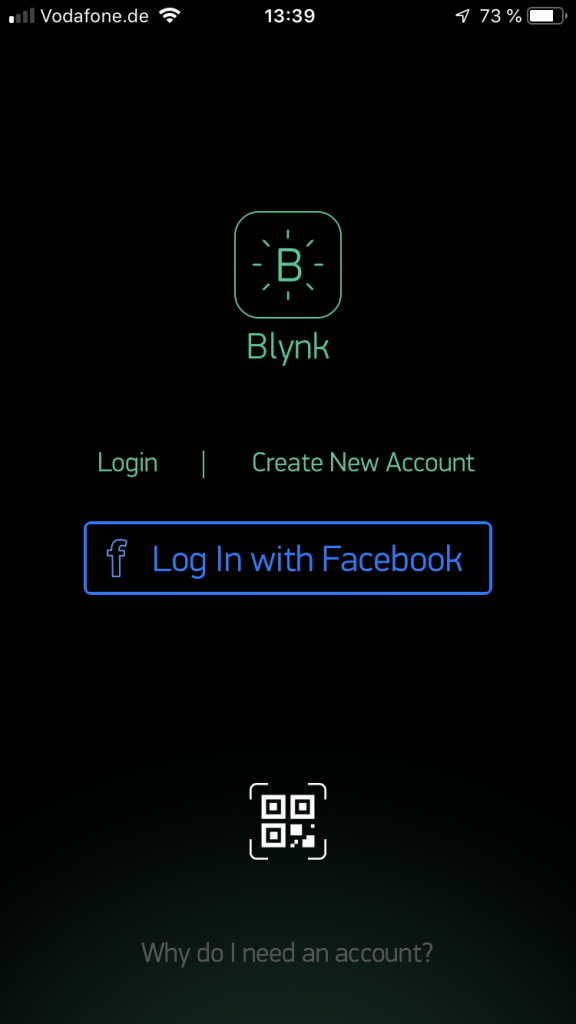 Vodafone.de 13:39 73 %
B
Blynk
Login | Create New Account
f Log In with Facebook
Why do I need an account?